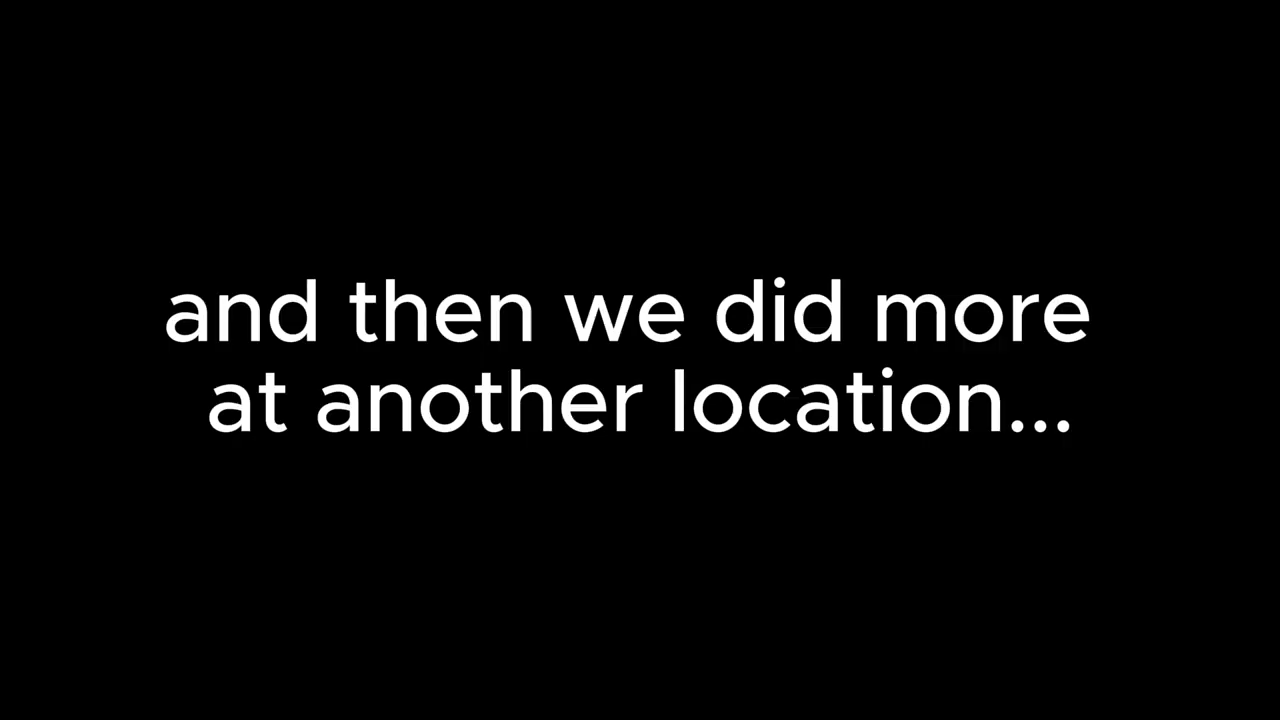 and then we did more
at another location...